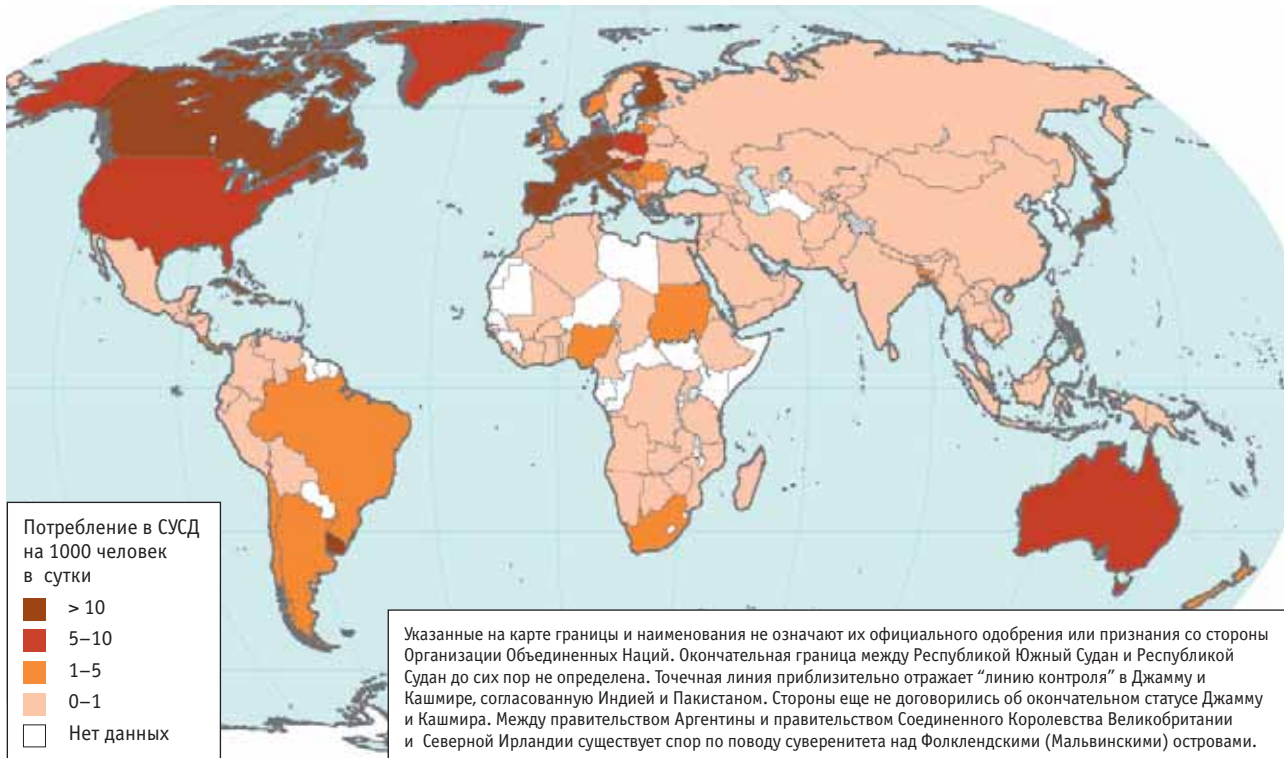 Потребление в СУСД
на 1000 человек
в сутки
> 10
5–10
1–5
0–1
Нет данных
Указанные на карте границы и наименования не означают их официального одобрения или признания со стороны
Организации Объединенных Наций. Окончательная граница между Республикой Южный Судан и Республикой
Судан до сих пор не определена. Точечная линия приблизительно отражает “линию контроля” в Джамму и
Кашмире, согласованную Индией и Пакистаном. Стороны еще не договорились об окончательном статусе Джамму
и Кашмира. Между правительством Аргентины и правительством Соединенного Королевства Великобритании
и Северной Ирландии существует спор по поводу суверенитета над Фолклендскими (Мальвинскими) островами.